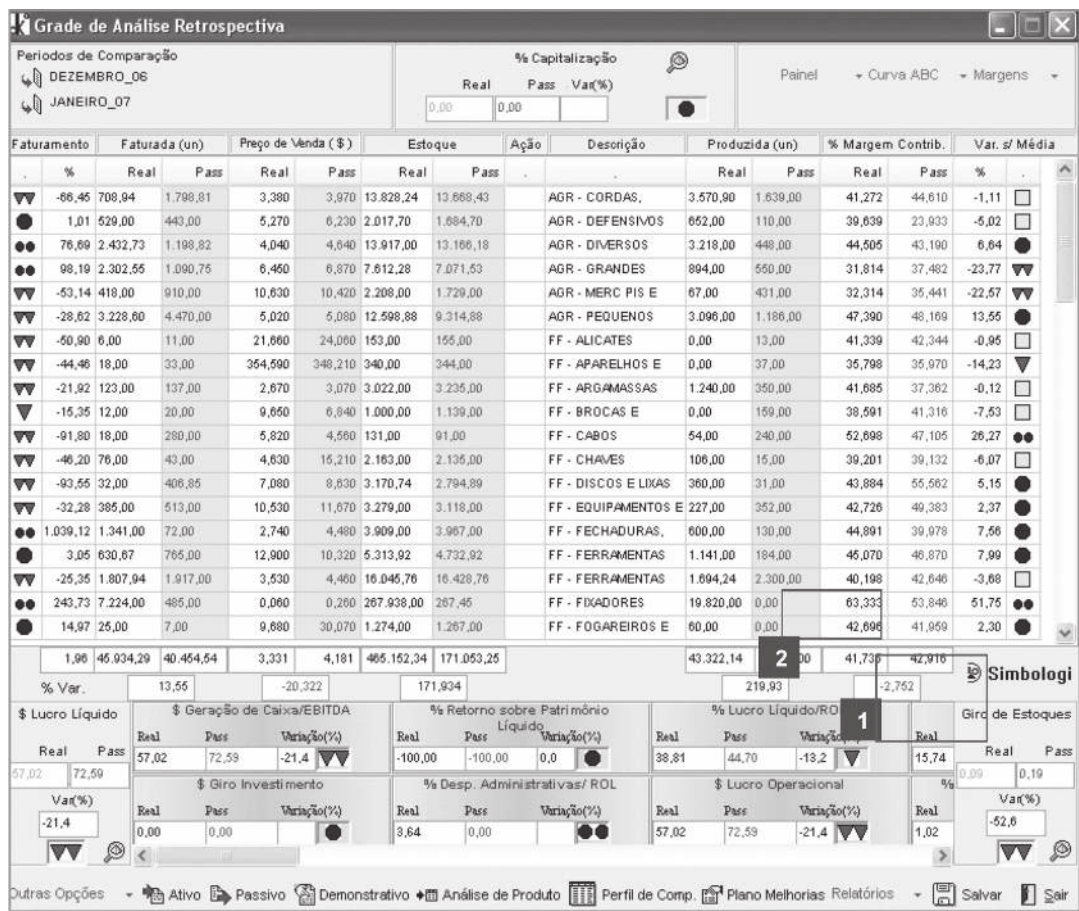 Grade de Análise Retrospectiva
Periodos de Comparação
DEZEMBRO_06
JANEIRO_07
% Capitalização
Real Pass Var(%)
0,00 0,00
Painel Curva ABC Margens
Faturamento Faturada (un) Preço de Venda ($) Estoque Ação Descrição Produzida (un) % Margem Contrib. Var. s/ Média
. % Real Pass Real Pass Real Pass . . Real Pass Real Pass % .
-66,45 708,94 1.798,81 3,380 3,970 13.828,24 13.668,43 AGR - CORDAS, 3.570,90 1.639,00 41,272 44,610 -1,11
1,01 529,00 443,00 5,270 6,230 2.017,70 1.684,70 AGR - DEFENSIVOS 652,00 110,00 39,639 23,933 -5,02
76,69 2.432,73 1.198,82 4,040 4,640 13.917,00 13.166,18 AGR - DIVERSOS 3.218,00 448,00 44,505 43,190 6,64
98,19 2.302,55 1.090,75 6,450 6,870 7.612,28 7.071,53 AGR - GRANDES 894,00 550,00 31,814 37,482 -23,77
-53,14 418,00 910,00 10,630 10,420 2.208,00 1.729,00 AGR - MERC PIS E 67,00 431,00 32,314 35,441 -22,57
-28,62 3.228,60 4.470,00 5,020 5,080 12.598,88 9.314,88 AGR - PEQUENOS 3.096,00 1.186,00 47,390 48,169 13,55
-50,90 6,00 11,00 21,660 24,060 153,00 155,00 FF - ALICATES 0,00 13,00 41,339 42,344 -0,95
-44,46 18,00 33,00 354,590 348,210 340,00 344,00 FF - APARELHOS E 0,00 37,00 35,798 35,970 -14,23
-21,92 123,00 137,00 2,670 3,070 3.022,00 3.235,00 FF - ARGAMASSAS 1.240,00 350,00 41,685 37,362 -0,12
-15,35 12,00 20,00 9,650 6,840 1.000,00 1.139,00 FF - BROCAS E 0,00 159,00 38,591 41,316 -7,53
-91,80 18,00 280,00 5,820 4,560 131,00 91,00 FF - CABOS 54,00 240,00 52,698 47,105 26,27
-46,20 76,00 43,00 4,630 15,210 2.163,00 2.135,00 FF - CHAVES 106,00 15,00 39,201 39,132 -6,07
-93,55 32,00 406,85 7,080 8,630 3.170,74 2.794,89 FF - DISCOS E LIXAS 360,00 31,00 43,884 55,562 5,15
-32,28 385,00 513,00 10,530 11,670 3.279,00 3.118,00 FF - EQUIPAMENTOS E 227,00 352,00 42,726 49,383 2,37
1.039,12 1.341,00 72,00 2,740 4,480 3.909,00 3.967,00 FF - FECHADURAS, 600,00 130,00 44,891 39,978 7,56
3,05 630,67 765,00 12,900 10,320 5.313,92 4.732,92 FF - FERRAMENTAS 1.141,00 184,00 45,070 46,870 7,99
-25,35 1.807,94 1.917,00 3,530 4,460 16.045,76 16.428,76 FF - FERRAMENTAS 1.694,24 2.300,00 40,198 42,646 -3,68
243,73 7.224,00 485,00 0,060 0,260 267.938,00 267,45 FF - FIXADORES 19.820,00 0,00 63,333 53,846 51,75
14,97 25,00 7,00 9,680 30,070 1.274,00 1.267,00 FF - FOGAREIROS E 60,00 0,00 42,696 41,959 2,30
1,96 45.934,29 40.454,54 3,331 4,181 465.152,34 171.053,25 43.322,14 2 00 41,735 42,916
% Var. 13,55 -20,322 171,934 219,93 -2,752
Simbologi
1
$ Lucro Líquido
Real Pass
57,02 72,59
Var(%)
-21,4
$ Geração de Caixa/EBITDA
Real Pass Variação(%)
57,02 72,59 -21,4
% Retorno sobre Patrimônio Líquido
Real Pass Variação(%)
-100,00 -100,00 0,0
% Lucro Líquido/RO
Real Pass Variação(%)
38,81 44,70 -13,2
Real
15,74
$ Giro Investimento
Real Pass Variação(%)
0,00 0,00
% Desp. Administrativas/ ROL
Real Pass Variação(%)
3,64 0,00
$ Lucro Operacional
Real Pass Variação(%)
57,02 72,59 -21,4
%
Real
1,02
Giro de Estoques
Real Pass
0,09 0,19
Var(%)
-52,6
Outras Opções Ativo Passivo Demonstrativo Análise de Produto Perfil de Comp. Plano Melhorias Relatórios Salvar Sair